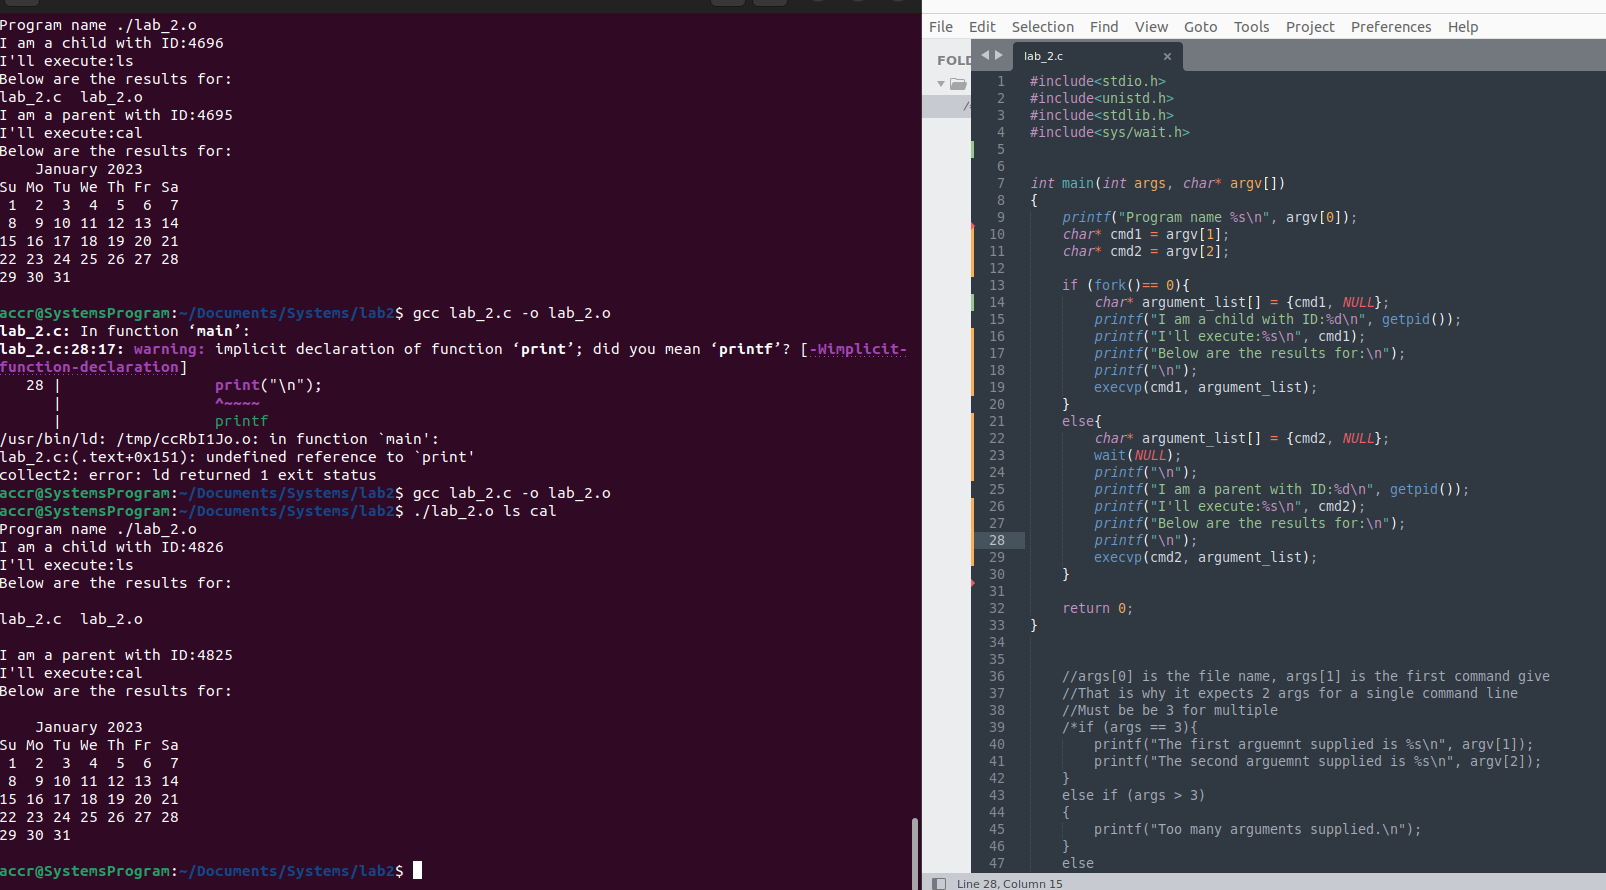 Program name ./lab_2.o
I am a child with ID:4696
I'll execute:ls
Below are the results for:
lab_2.c  lab_2.o
I am a parent with ID:4695
I'll execute:cal
Below are the results for:
    January 2023
Su Mo Tu We Th Fr Sa
 1  2  3  4  5  6  7
 8  9 10 11 12 13 14
15 16 17 18 19 20 21
22 23 24 25 26 27 28
29 30 31
accr@SystemsProgram:~/Documents/Systems/lab2$ gcc lab_2.c -o lab_2.o
lab_2.c: In function ‘main’:
lab_2.c:28:17: warning: implicit declaration of function ‘print’; did you mean ‘printf’? [-Wimplicit-
function-declaration]
   28 |                 print("\n");
      |                 ^~~~~
      |                 printf
/usr/bin/ld: /tmp/ccRbI1Jo.o: in function `main':
lab_2.c:(.text+0x151): undefined reference to `print'
collect2: error: ld returned 1 exit status
accr@SystemsProgram:~/Documents/Systems/lab2$ gcc lab_2.c -o lab_2.o
accr@SystemsProgram:~/Documents/Systems/lab2$ ./lab_2.o ls cal
Program name ./lab_2.o
I am a child with ID:4826
I'll execute:ls
Below are the results for:
lab_2.c  lab_2.o
I am a parent with ID:4825
I'll execute:cal
Below are the results for:
    January 2023
Su Mo Tu We Th Fr Sa
 1  2  3  4  5  6  7
 8  9 10 11 12 13 14
15 16 17 18 19 20 21
22 23 24 25 26 27 28
29 30 31
accr@SystemsProgram:~/Documents/Systems/lab2$
File Edit Selection Find View Goto Tools Project Preferences Help
FOLD
/*
lab_2.c ×
1 #include<stdio.h>
2 #include<unistd.h>
3 #include<stdlib.h>
4 #include<sys/wait.h>
5
6
7 int main(int args, char* argv[])
8 {
9     printf("Program name %s\n", argv[0]);
10     char* cmd1 = argv[1];
11     char* cmd2 = argv[2];
12
13     if (fork()== 0){
14         char* argument_list[] = {cmd1, NULL};
15         printf("I am a child with ID:%d\n", getpid());
16         printf("I'll execute:%s\n", cmd1);
17         printf("Below are the results for:\n");
18         printf("\n");
19         execvp(cmd1, argument_list);
20     }
21     else{
22         char* argument_list[] = {cmd2, NULL};
23         wait(NULL);
24         printf("\n");
25         printf("I am a parent with ID:%d\n", getpid());
26         printf("I'll execute:%s\n", cmd2);
27         printf("Below are the results for:\n");
28         printf("\n");
29         execvp(cmd2, argument_list);
30     }
31
32     return 0;
33 }
34
35
36     //args[0] is the file name, args[1] is the first command give
37     //That is why it expects 2 args for a single command line
38     //Must be be 3 for multiple
39     /*if (args == 3){
40         printf("The first arguemnt supplied is %s\n", argv[1]);
41         printf("The second arguemnt supplied is %s\n", argv[2]);
42     }
43     else if (args > 3)
44     {
45         printf("Too many arguments supplied.\n");
46     }
47     else
Line 28, Column 15